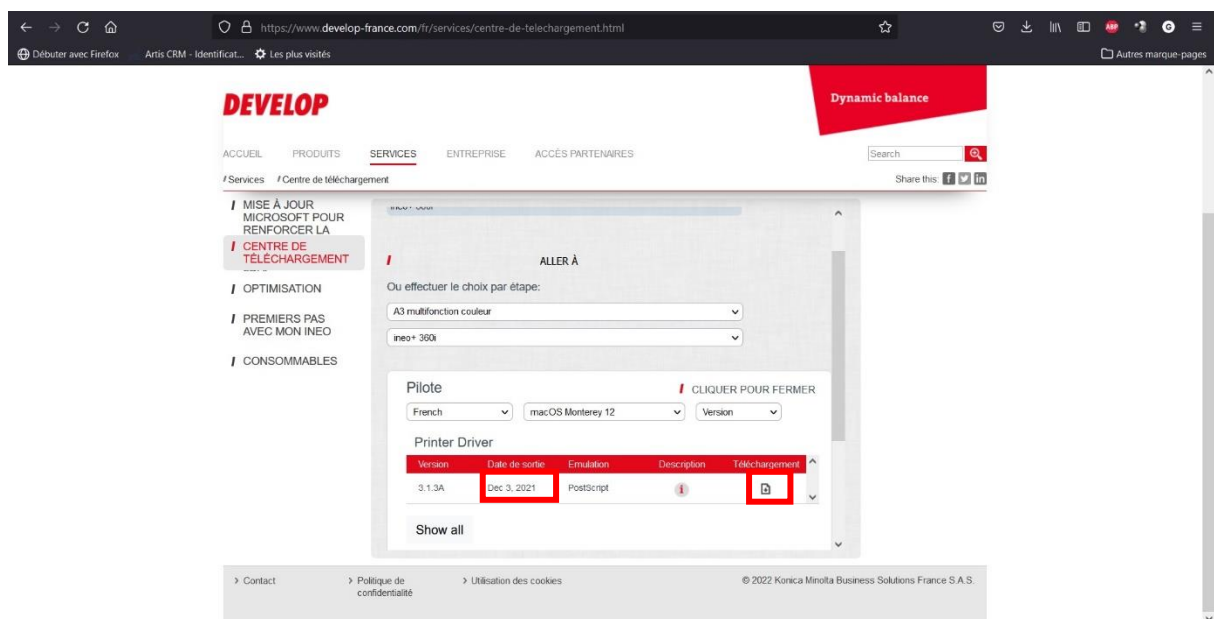 https://www.develop-france.com/fr/services/centre-de-telechargement.html
Débuter avec Firefox Artis CRM - Identificat... Les plus visités Autres marque-pages
DEVELOP
Dynamic balance
ACCUEIL PRODUITS SERVICES ENTREPRISE ACCÈS PARTENAIRES Search
/ Services / Centre de téléchargement Share this:
MISE À JOUR
MICROSOFT POUR
RENFORCER LA
CENTRE DE
TÉLÉCHARGEMENT
OPTIMISATION
PREMIERS PAS
AVEC MON INEO
CONSOMMABLES
ALLER À
Ou effectuer le choix par étape:
A3 multifonction couleur
ineo+ 360i
Pilote CLIQUER POUR FERMER
French macOS Monterey 12 Version
Printer Driver
Version Date de sortie Emulation Description Téléchargement
3.1.3A Dec 3, 2021 PostScript
Show all
> Contact > Politique de confidentialité > Utilisation des cookies © 2022 Konica Minolta Business Solutions France S.A.S.